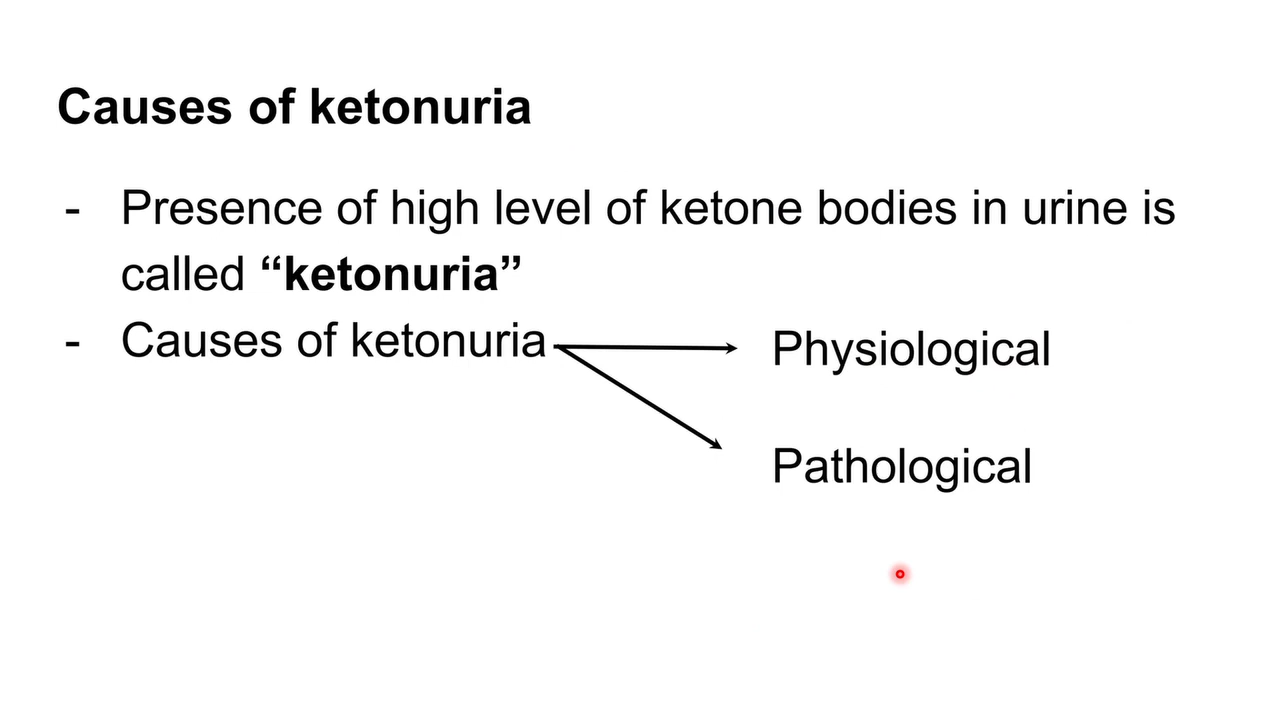 Causes of ketonuria
- Presence of high level of ketone bodies in urine is
called “ketonuria”
- Causes of ketonuria Physiological
Pathological